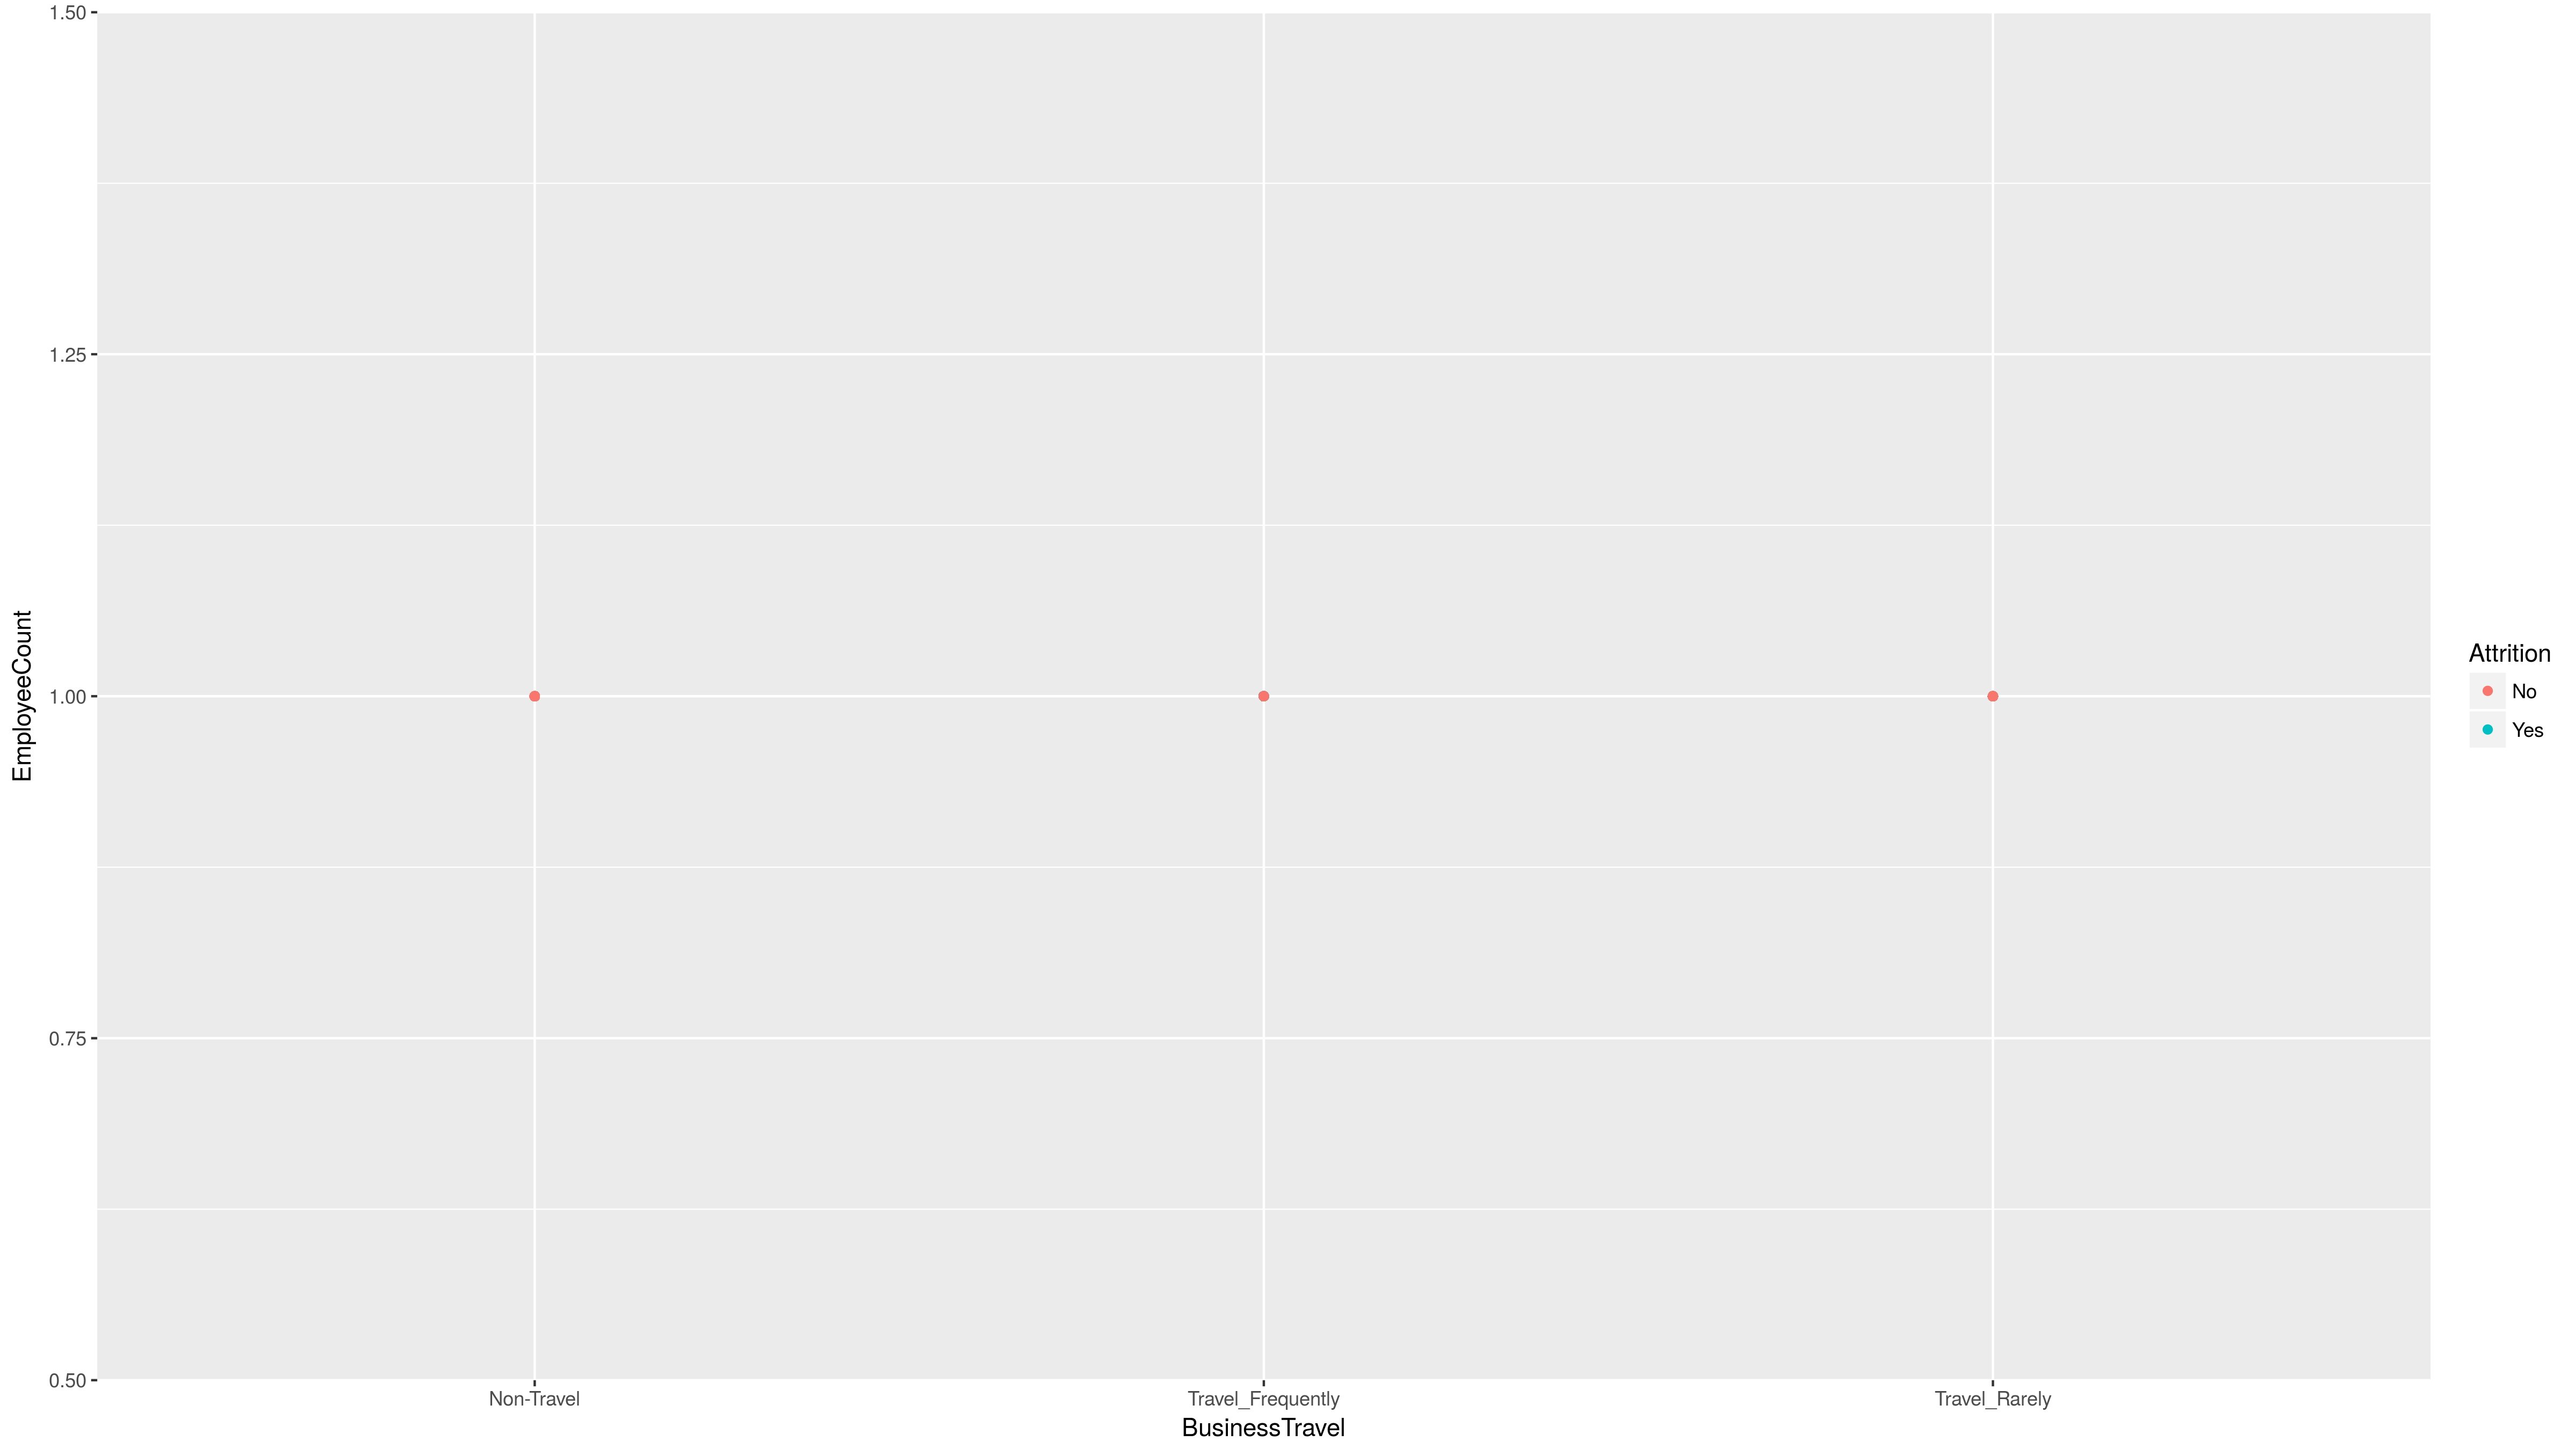 1.50
1.25
1.00
0.75
0.50
EmployeeCount
Non-Travel
Travel_Frequently
Travel_Rarely
BusinessTravel
Attrition
No
Yes